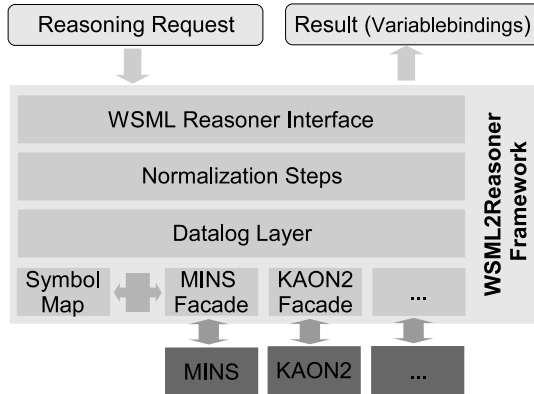 Reasoning Request
Result (Variablebindings)
WSML Reasoner Interface
Normalization Steps
Datalog Layer
Symbol
Map
MINS
Facade
KAON2
Facade
...
WSML2Reasoner
Framework
MINS
KAON2
...